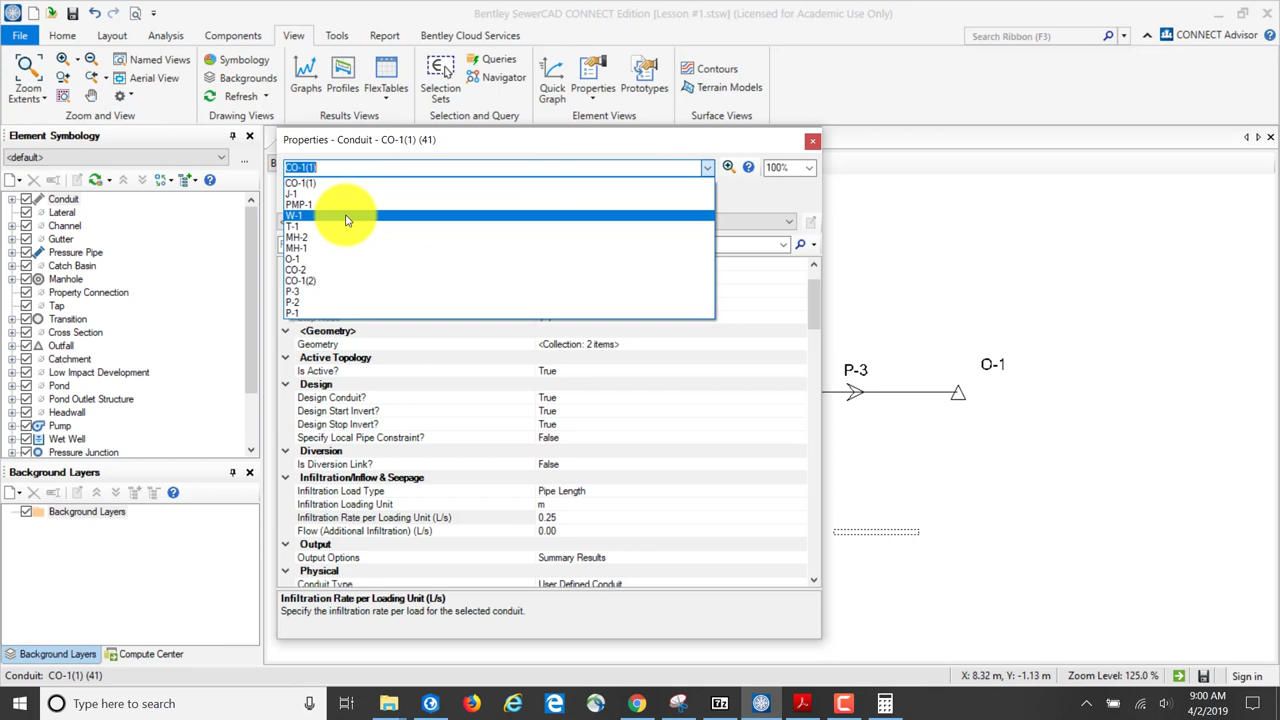 Bentley SewerCAD CONNECT Edition [Lesson #1.stsw] (Licensed for Academic Use Only)
File Home Layout Analysis Components View Tools Report Bentley Cloud Services
Search Ribbon (F3)
CONNECT Advisor
Zoom Extents
Named Views
Aerial View
Zoom and View
Symbology
Backgrounds
Refresh
Drawing Views
Graphs
Profiles
FlexTables
Results Views
Selection Sets
Queries
Navigator
Selection and Query
Quick Graph
Properties
Prototypes
Element Views
Contours
Terrain Models
Surface Views
Element Symbology
<default>
...
Conduit
Lateral
Channel
Gutter
Pressure Pipe
Catch Basin
Manhole
Property Connection
Tap
Transition
Cross Section
Outfall
Catchment
Low Impact Development
Pond
Pond Outlet Structure
Headwall
Pump
Wet Well
Pressure Junction
Background Layers
Background Layers
Background Layers
Compute Center
Properties - Conduit - CO-1(1) (41)
CO-1(1)
100%
CO-1(1)
J-1
PMP-1
W-1
T-1
MH-2
MH-1
O-1
CO-2
CO-1(2)
P-3
P-2
P-1
<Geometry>
Geometry <Collection: 2 items>
Active Topology
Is Active? True
Design
Design Conduit? True
Design Start Invert? True
Design Stop Invert? True
Specify Local Pipe Constraint? False
Diversion
Is Diversion Link? False
Infiltration/Inflow & Seepage
Infiltration Load Type Pipe Length
Infiltration Loading Unit m
Infiltration Rate per Loading Unit (L/s) 0.25
Flow (Additional Infiltration) (L/s) 0.00
Output
Output Options Summary Results
Physical
Conduit Type User Defined Conduit
Infiltration Rate per Loading Unit (L/s)
Specify the infiltration rate per load for the selected conduit.
P-3
O-1
Conduit: CO-1(1) (41)
X: 8.32 m, Y: -1.13 m
Zoom Level: 125.0 %
Sign in
Type here to search
9:00 AM
4/2/2019